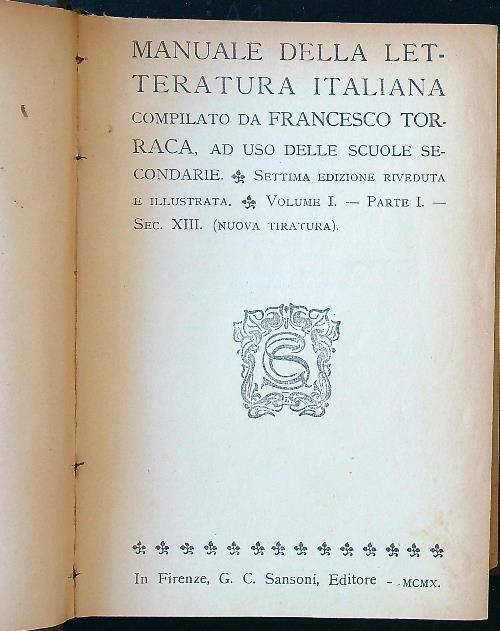 MANUALE DELLA LET-
TERATURA ITALIANA
COMPILATO DA FRANCESCO TOR-
RACA, AD USO DELLE SCUOLE SE-
CONDARIE. SETTIMA EDIZIONE RIVEDUTA
E ILLUSTRATA. VOLUME I. — PARTE I. —
SEC. XIII. (NUOVA TIRATURA).
In Firenze, G. C. Sansoni, Editore - MCMX.